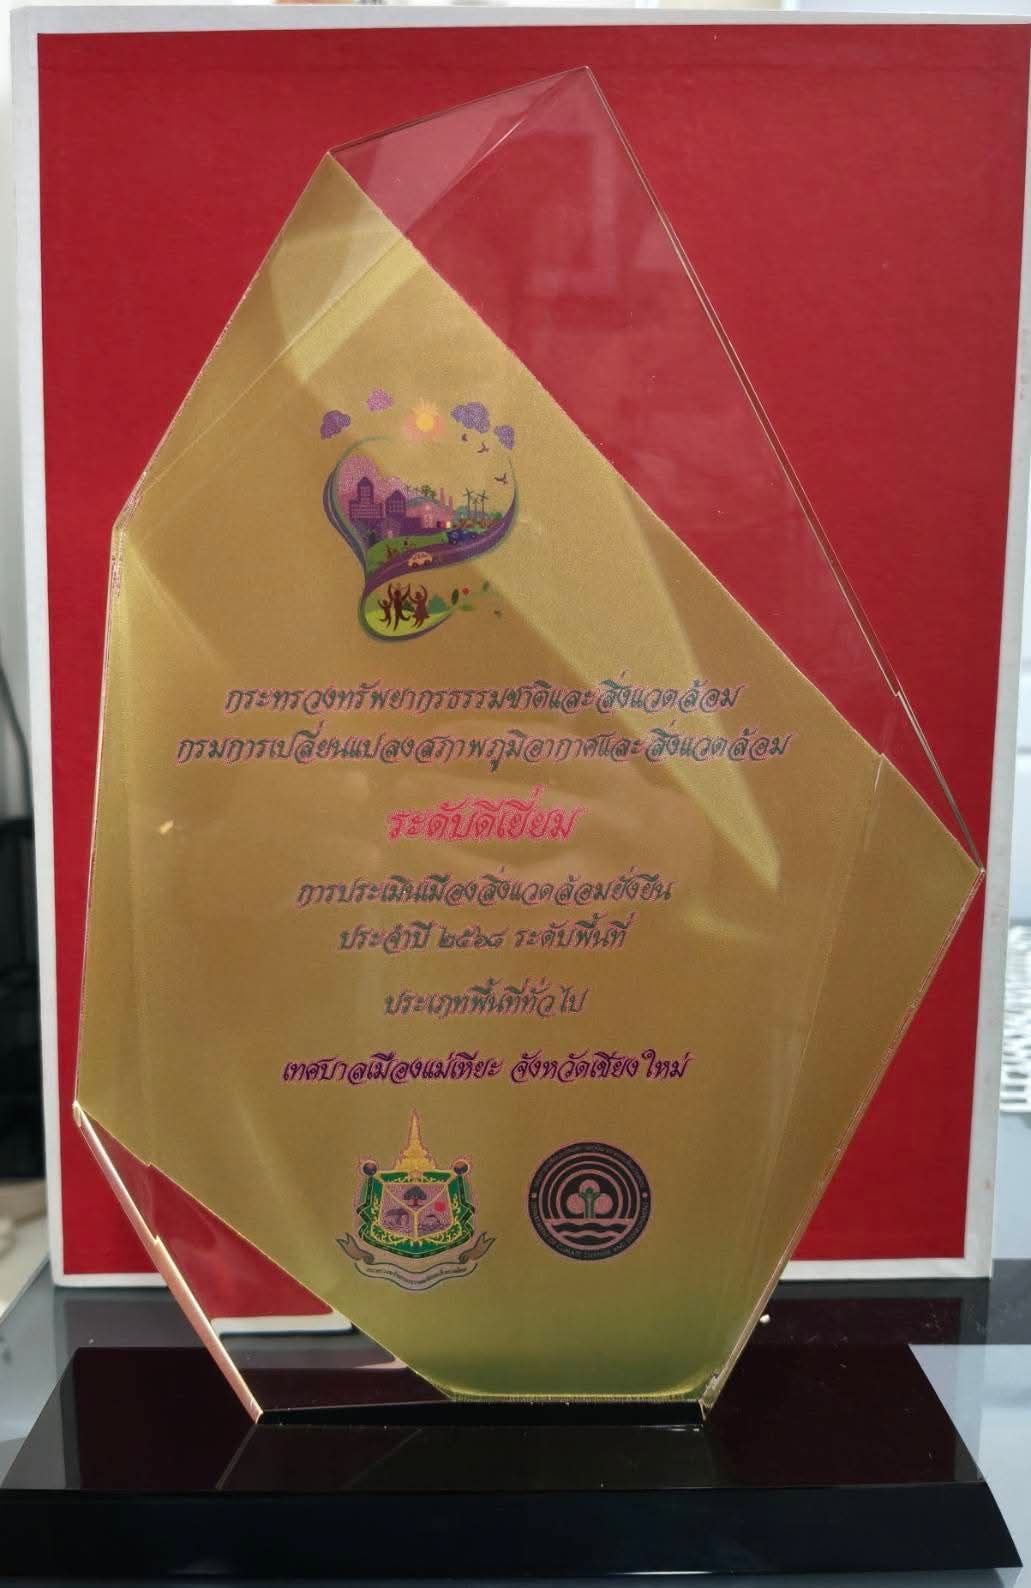 กระทรวงทรัพยากรธรรมชาติและสิ่งแวดล้อม
กรมการเปลี่ยนแปลงสภาพภูมิอากาศและสิ่งแวดล้อม
ระดับดีเยี่ยม
การประเมินเมืองสิ่งแวดล้อมยั่งยืน
ประจำปี ๒๕๖๘ ระดับพื้นที่
ประเภทพื้นที่ทั่วไป
เทศบาลเมืองแม่เหียะ จังหวัดเชียงใหม่